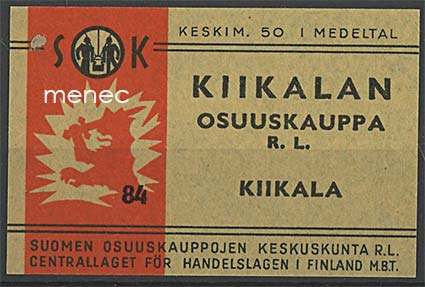 S K
KESKIM. 50 I MEDELTAL
menec
KIIKALAN
OSUUSKAUPPA
R. L.
84
KIIKALA
SUOMEN OSUUSKAUPPOJEN KESKUSKUNTA R.L.
CENTRALLAGET FÖR HANDELSLAGEN I FINLAND M.B.T.